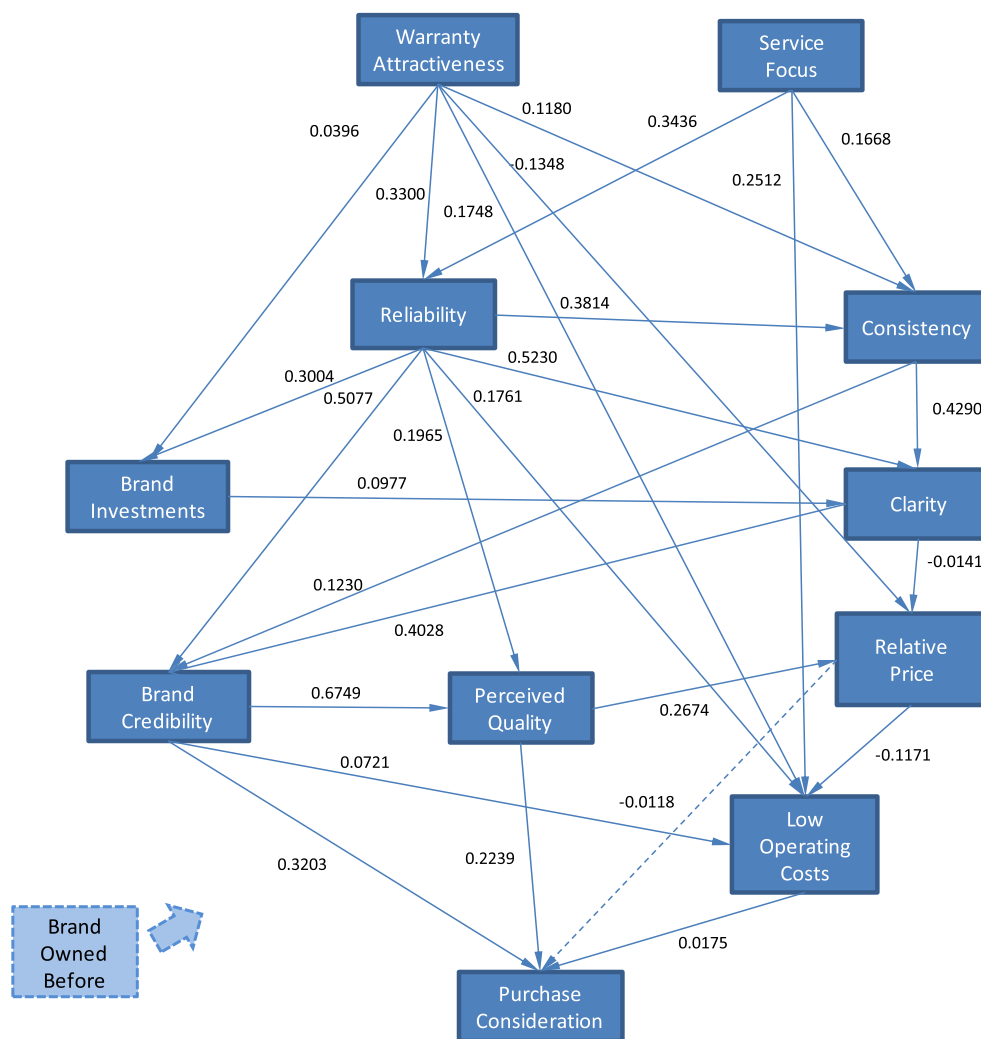 Warranty
Attractiveness
Service
Focus
0.0396
0.1180
0.3436
0.1668
-0.1348
0.3300
0.2512
0.1748
Reliability
0.3814
Consistency
0.3004
0.5230
0.5077
0.1761
0.1965
0.4290
Brand
Investments
0.0977
Clarity
-0.0141
0.1230
0.4028
Relative
Price
Brand
Credibility
0.6749
Perceived
Quality
0.2674
0.0721
-0.1171
-0.0118
Low
Operating
Costs
0.3203
0.2239
0.0175
Brand
Owned
Before
Purchase
Consideration